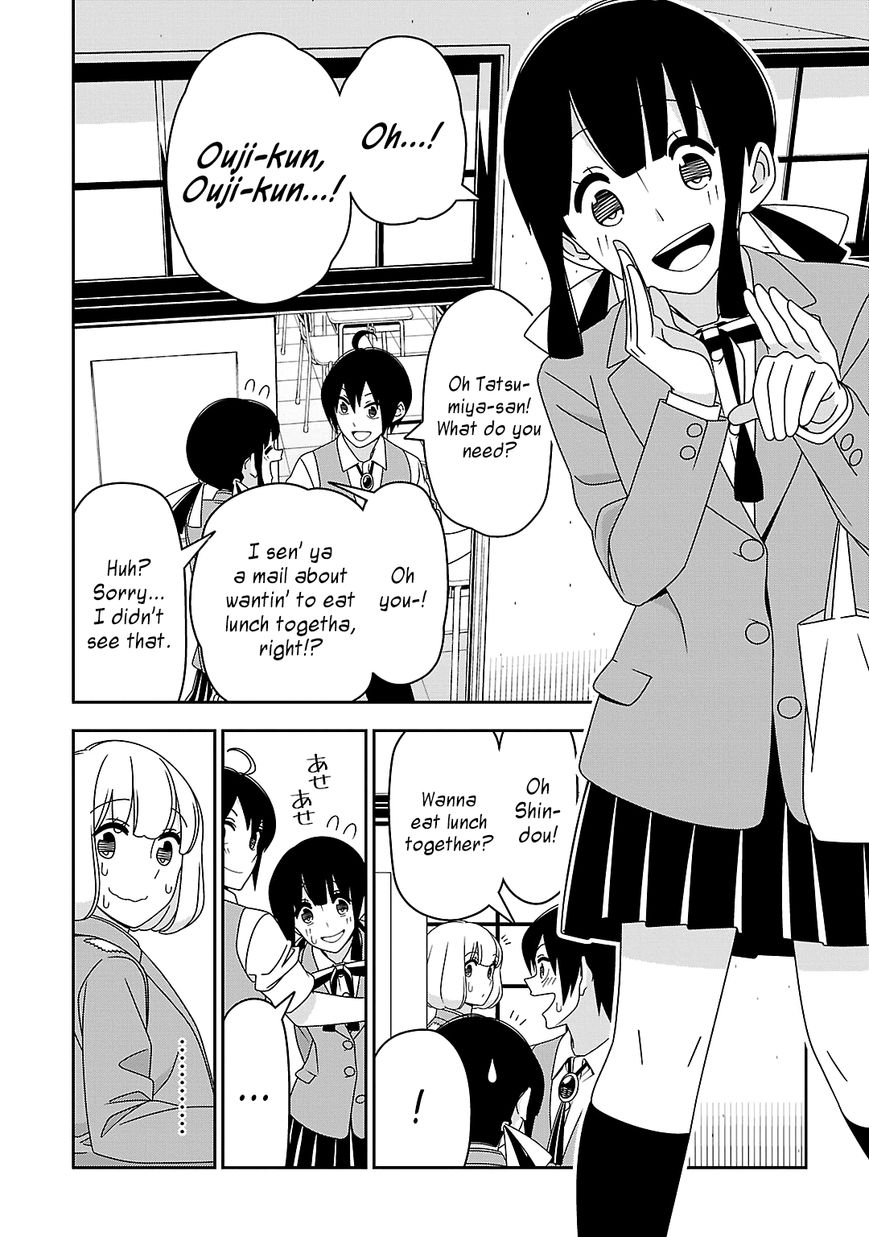 Oh...!
Ouji-kun,
Ouji-kun...!
Oh Tatsu-
miya-san!
What do you
need?
Oh
you-!
I sen' ya
a mail about
wantin' to eat
lunch togetha,
right!?
Huh?
Sorry...
I didn't
see that.
Oh
Shin-
dou!
Wanna
eat lunch
together?
!
あせ
あせ
...
………